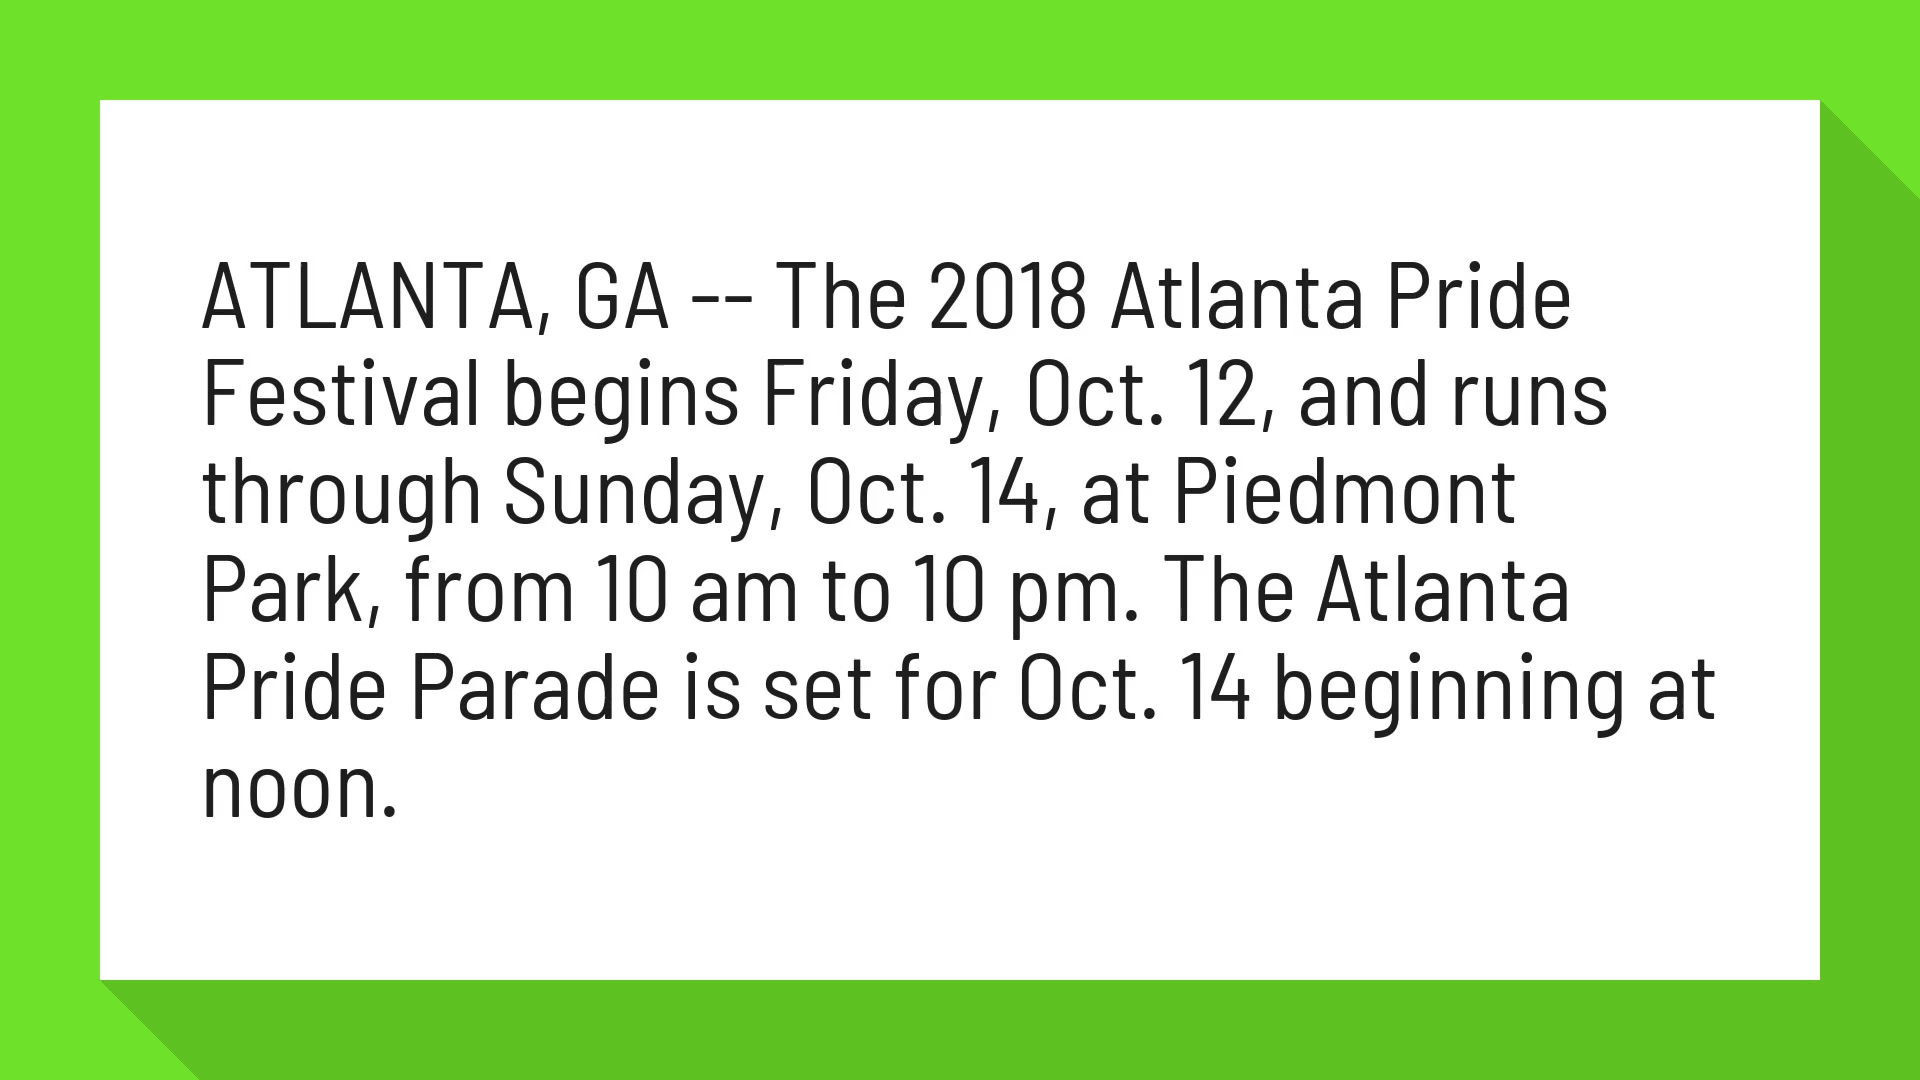 ATLANTA, GA -- The 2018 Atlanta Pride
Festival begins Friday, Oct. 12, and runs
through Sunday, Oct. 14, at Piedmont
Park, from 10 am to 10 pm. The Atlanta
Pride Parade is set for Oct. 14 beginning at
noon.